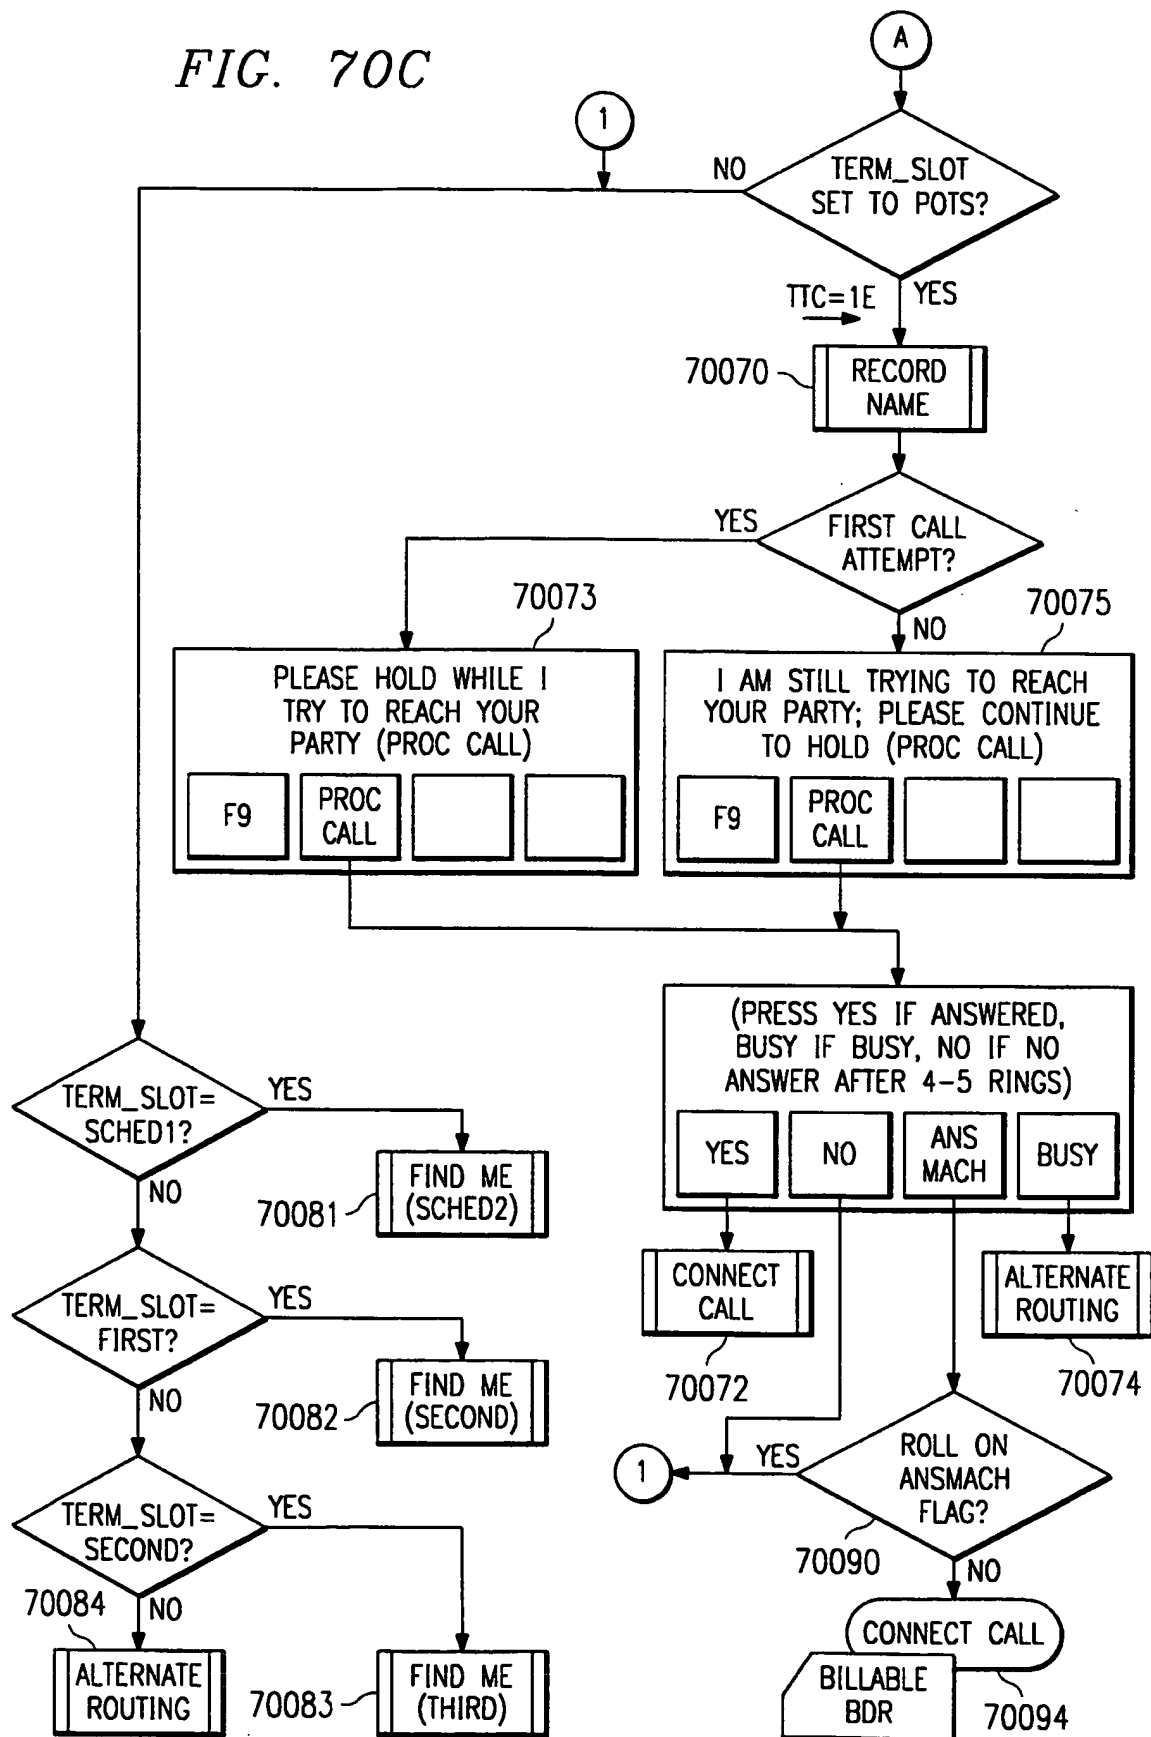 FIG. 70C
A
1
NO
TERM_SLOT
SET TO POTS?
TTC=1E
YES
70070
RECORD
NAME
YES
FIRST CALL
ATTEMPT?
NO
70073
70075
PLEASE HOLD WHILE I
TRY TO REACH YOUR
PARTY (PROC CALL)
F9
PROC
CALL
I AM STILL TRYING TO REACH
YOUR PARTY; PLEASE CONTINUE
TO HOLD (PROC CALL)
F9
PROC
CALL
(PRESS YES IF ANSWERED,
BUSY IF BUSY, NO IF NO
ANSWER AFTER 4-5 RINGS)
YES
NO
ANS
MACH
BUSY
TERM_SLOT=
SCHED1?
YES
NO
70081
FIND ME
(SCHED2)
CONNECT
CALL
70072
ALTERNATE
ROUTING
70074
TERM_SLOT=
FIRST?
YES
NO
70082
FIND ME
(SECOND)
1
YES
ROLL ON
ANSMACH
FLAG?
70090
NO
TERM_SLOT=
SECOND?
YES
NO
70084
ALTERNATE
ROUTING
70083
FIND ME
(THIRD)
CONNECT CALL
BILLABLE
BDR
70094